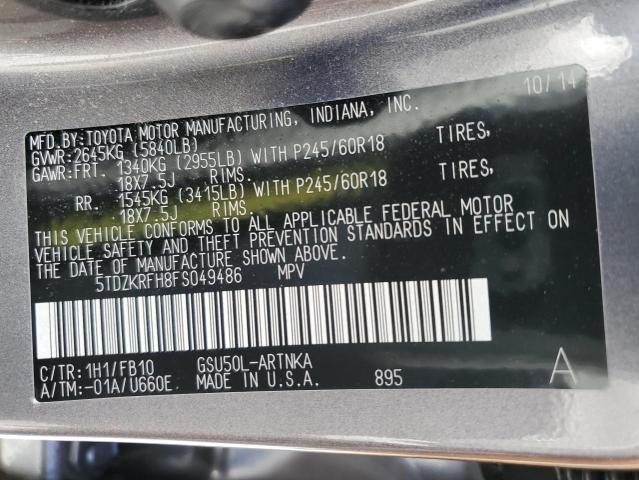 10/14
MFD.BY:TOYOTA MOTOR MANUFACTURING, INDIANA, INC.
GVWR:2645KG (5840LB)
GAWR:FRT. 1340KG (2955LB) WITH P245/60R18 TIRES,
18X7.5J RIMS.
RR. 1545KG (3415LB) WITH P245/60R18 TIRES,
18X7.5J RIMS.
THIS VEHICLE CONFORMS TO ALL APPLICABLE FEDERAL MOTOR
VEHICLE SAFETY AND THEFT PREVENTION STANDARDS IN EFFECT ON
THE DATE OF MANUFACTURE SHOWN ABOVE.
5TDZKRFH8FS049486 MPV
C/TR: 1H1/FB10 GSU50L-ARTNKA
A/TM:-01A/U660E MADE IN U.S.A. 895 A